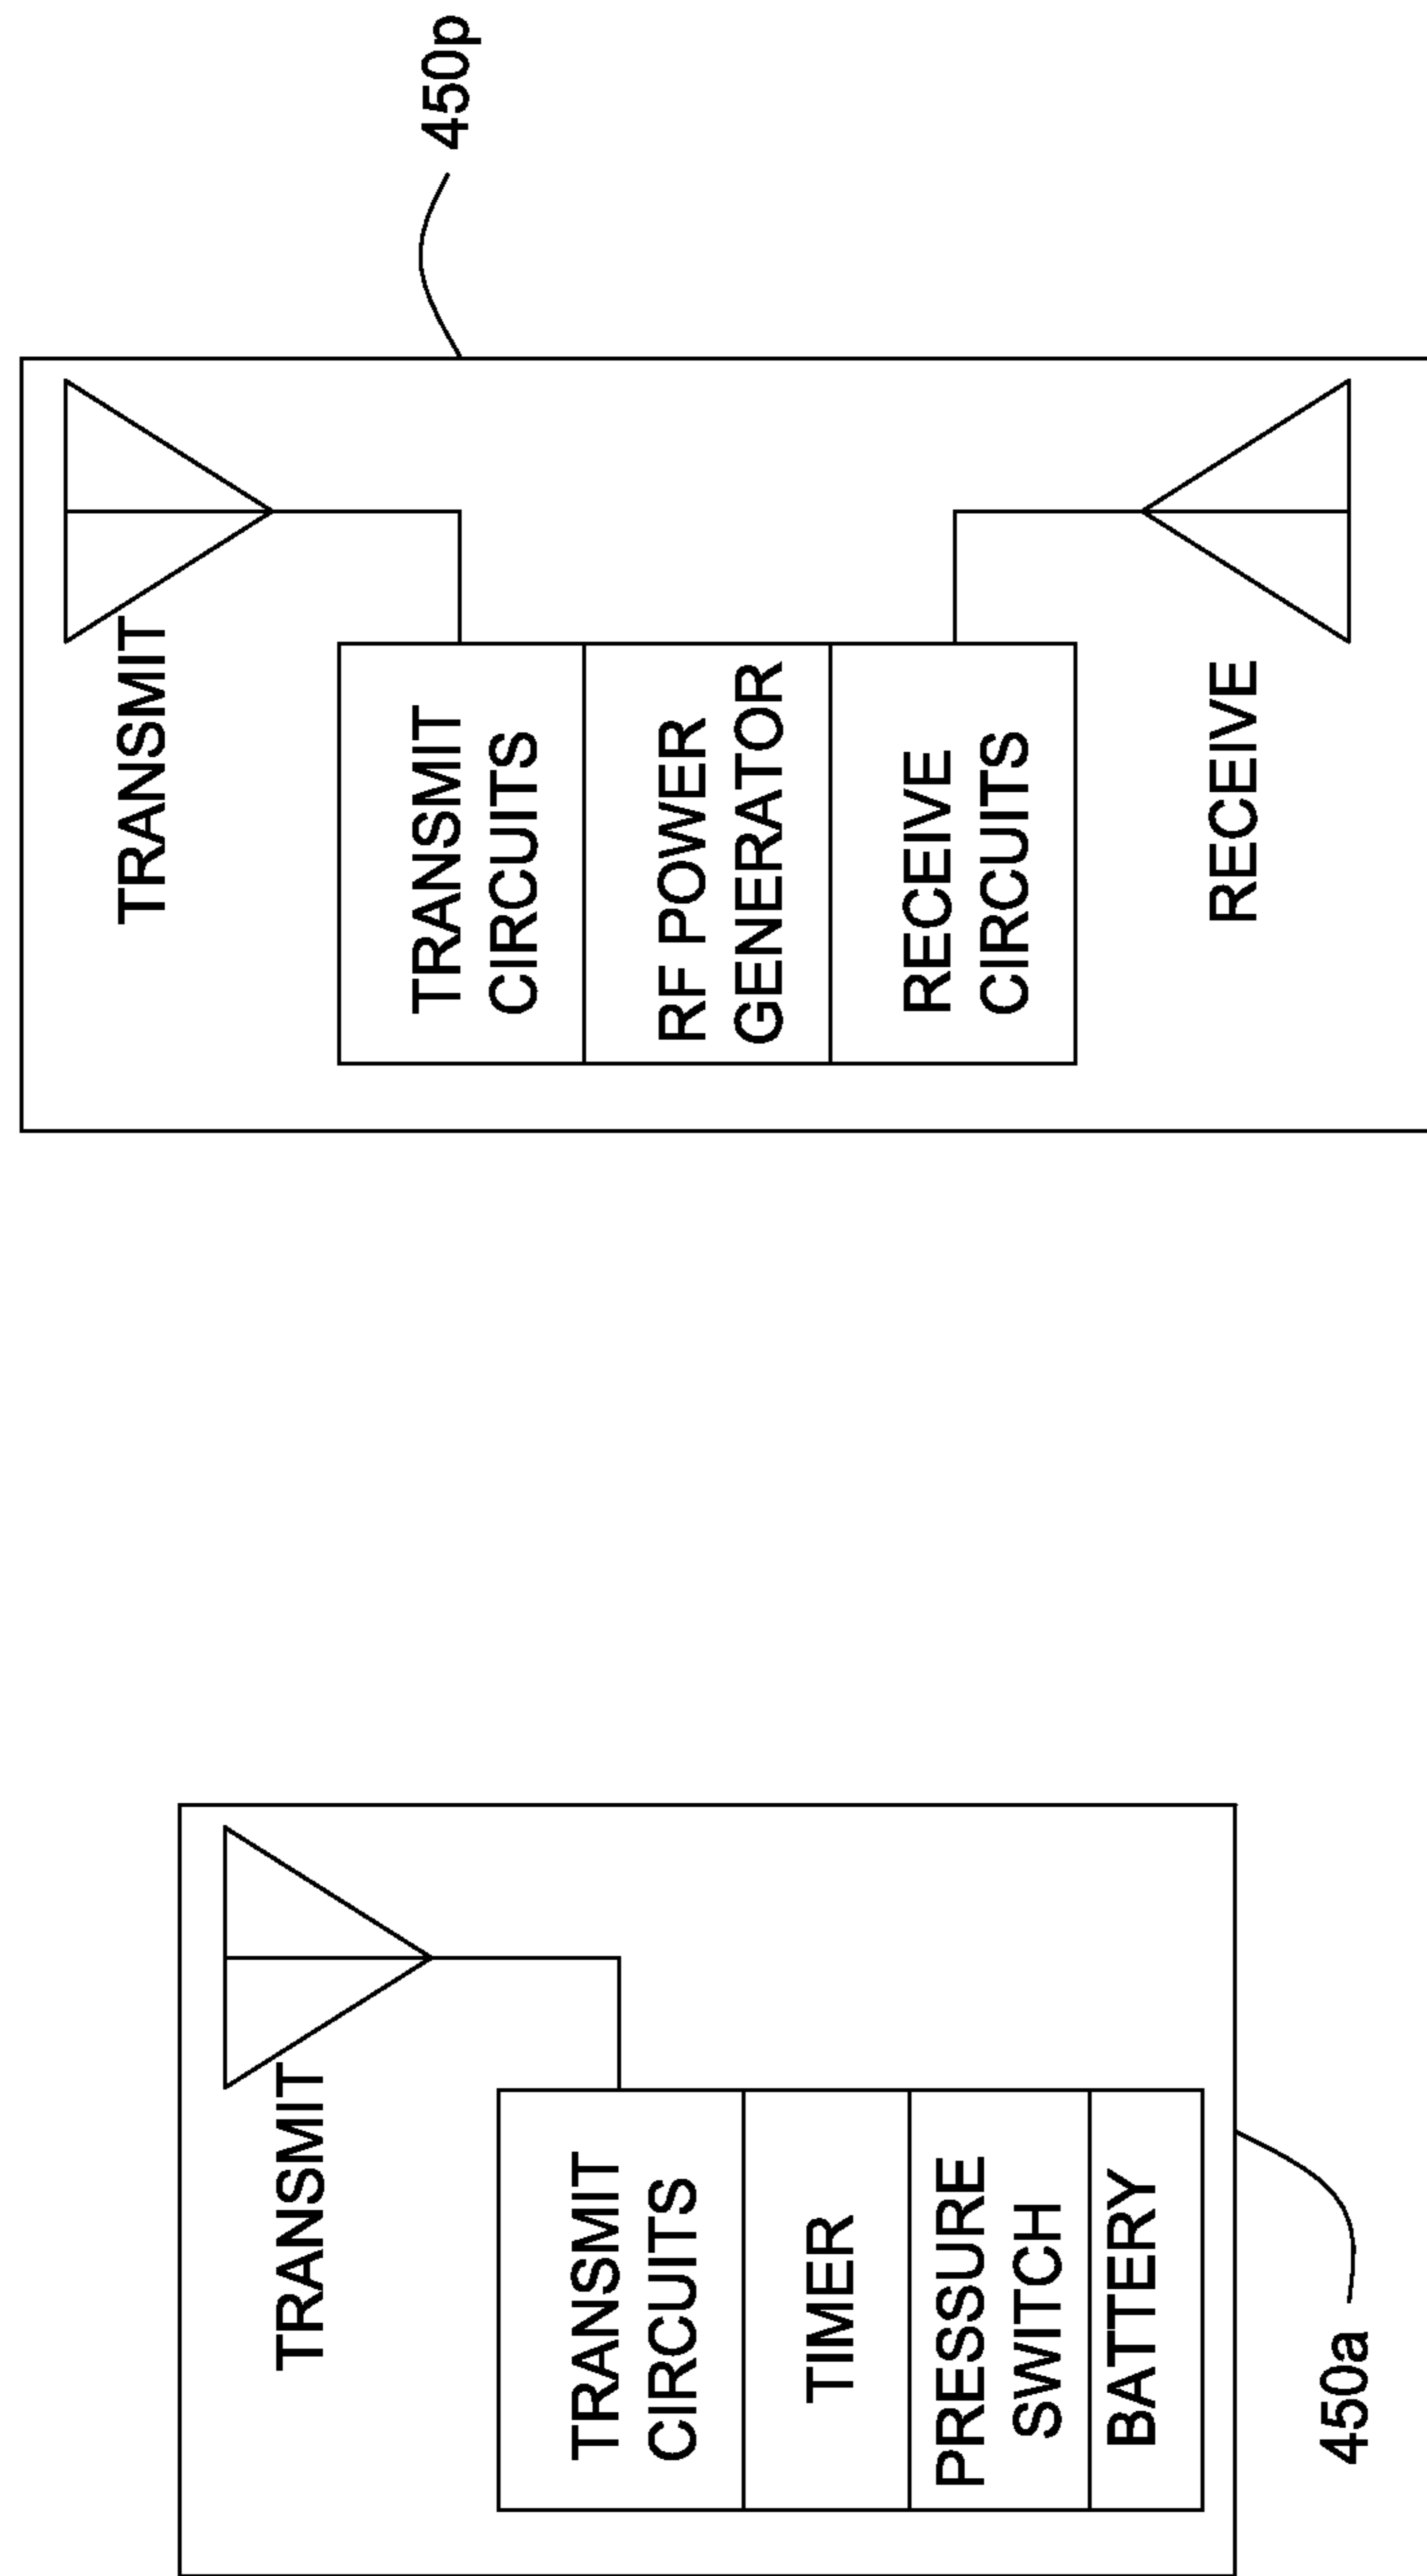 TRANSMIT
TRANSMIT
CIRCUITS
TIMER
PRESSURE
SWITCH
BATTERY
450a
TRANSMIT
TRANSMIT
CIRCUITS
RF POWER
GENERATOR
RECEIVE
CIRCUITS
RECEIVE
450p